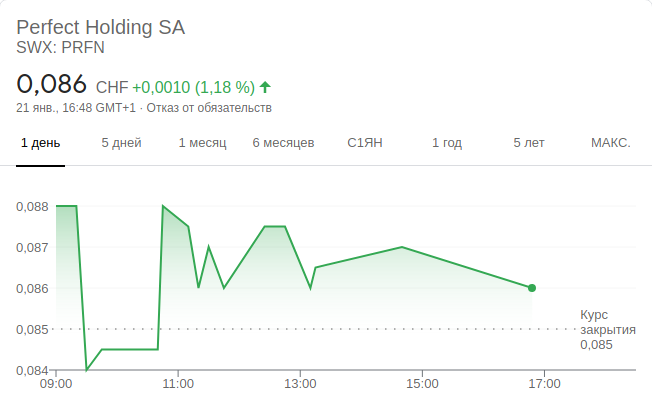 Perfect Holding SA
SWX: PRFN
0,086 CHF +0,0010 (1,18 %)
21 янв., 16:48 GMT+1 · Отказ от обязательств
1 день 5 дней 1 месяц 6 месяцев С1ЯН 1 год 5 лет МАКС.
0,088
0,087
0,086
Курс
закрытия
0,085
0,085
0,084
09:00 11:00 13:00 15:00 17:00